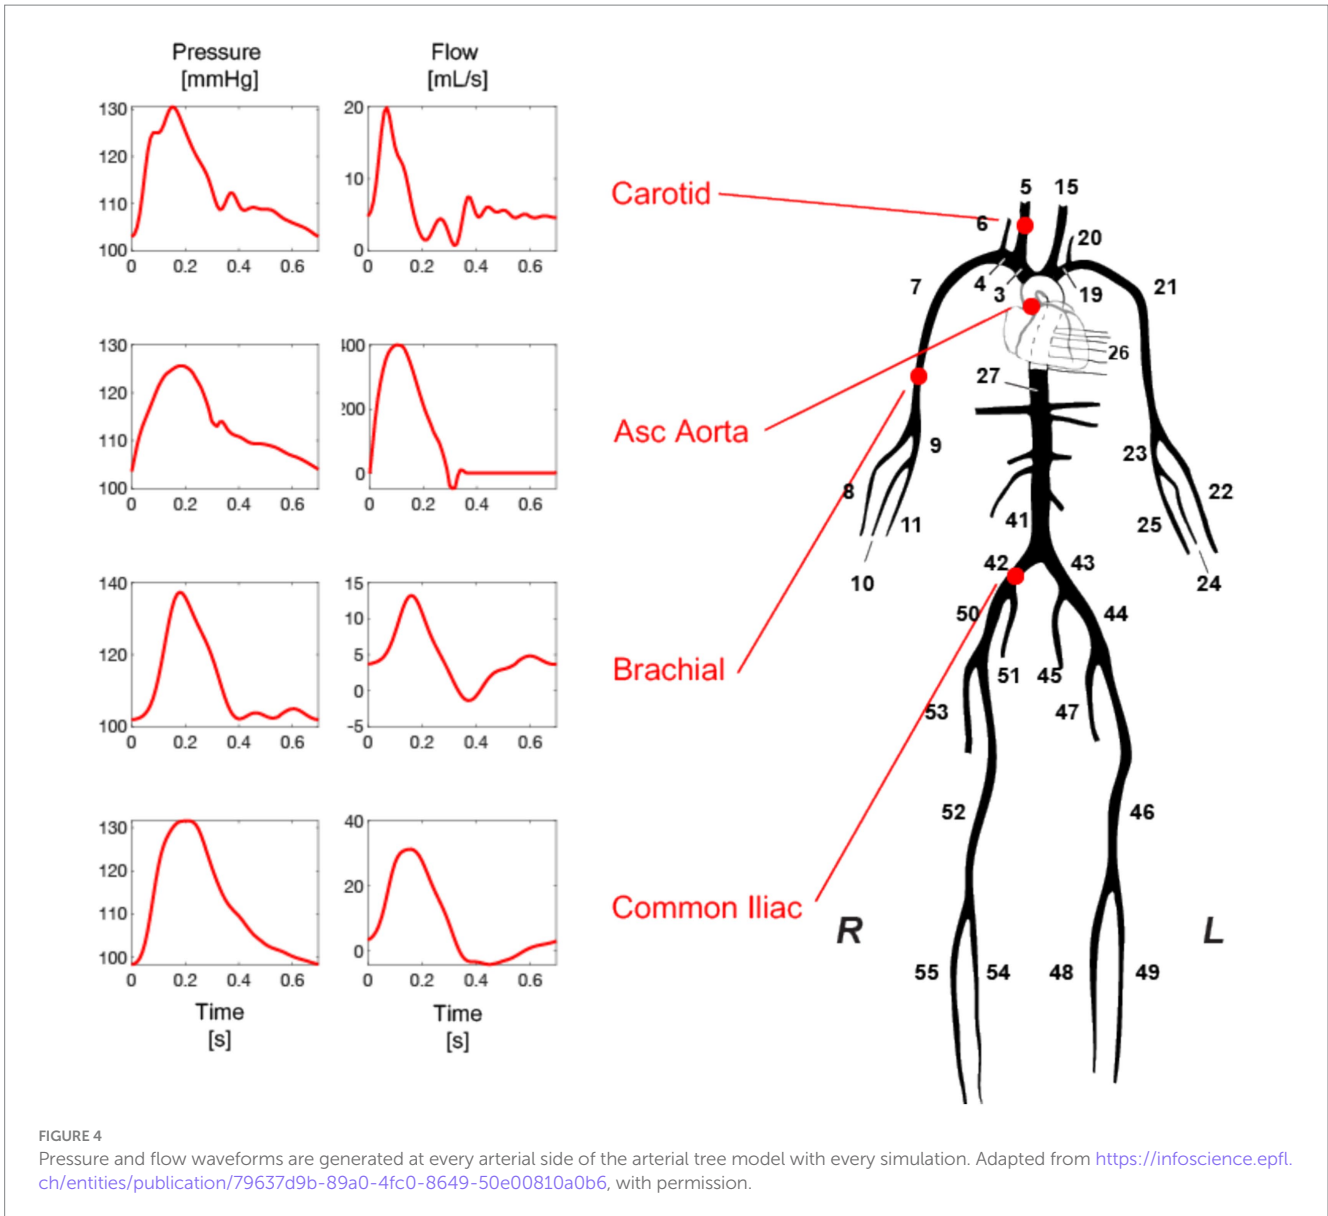 Pressure
[mmHg]
Flow
[mL/s]
130
120
110
100
0 0.2 0.4 0.6
20
10
0
0 0.2 0.4 0.6
Carotid
130
120
110
100
0 0.2 0.4 0.6
400
200
0
0 0.2 0.4 0.6
Asc Aorta
140
120
100
0 0.2 0.4 0.6
15
10
5
0
-5
0 0.2 0.4 0.6
Brachial
130
120
110
100
0 0.2 0.4 0.6
40
20
0
0 0.2 0.4 0.6
Common Iliac
Time
[s]
Time
[s]
5 15
6 20
7 4 3 19 21
26
27
9 23
8 22
11 41 25
10 42 43 24
50 44
51 45
53 47
52 46
R L
55 54 48 49
FIGURE 4
Pressure and flow waveforms are generated at every arterial side of the arterial tree model with every simulation. Adapted from https://infoscience.epfl.
ch/entities/publication/79637d9b-89a0-4fc0-8649-50e00810a0b6, with permission.